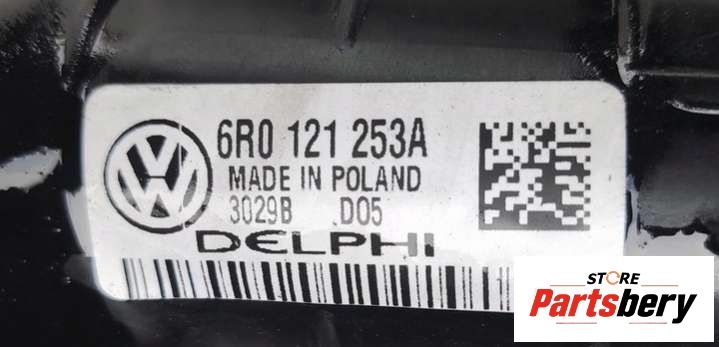 6R0 121 253A
MADE IN POLAND
3029B .D05
DELPHI
STORE
Partsbery